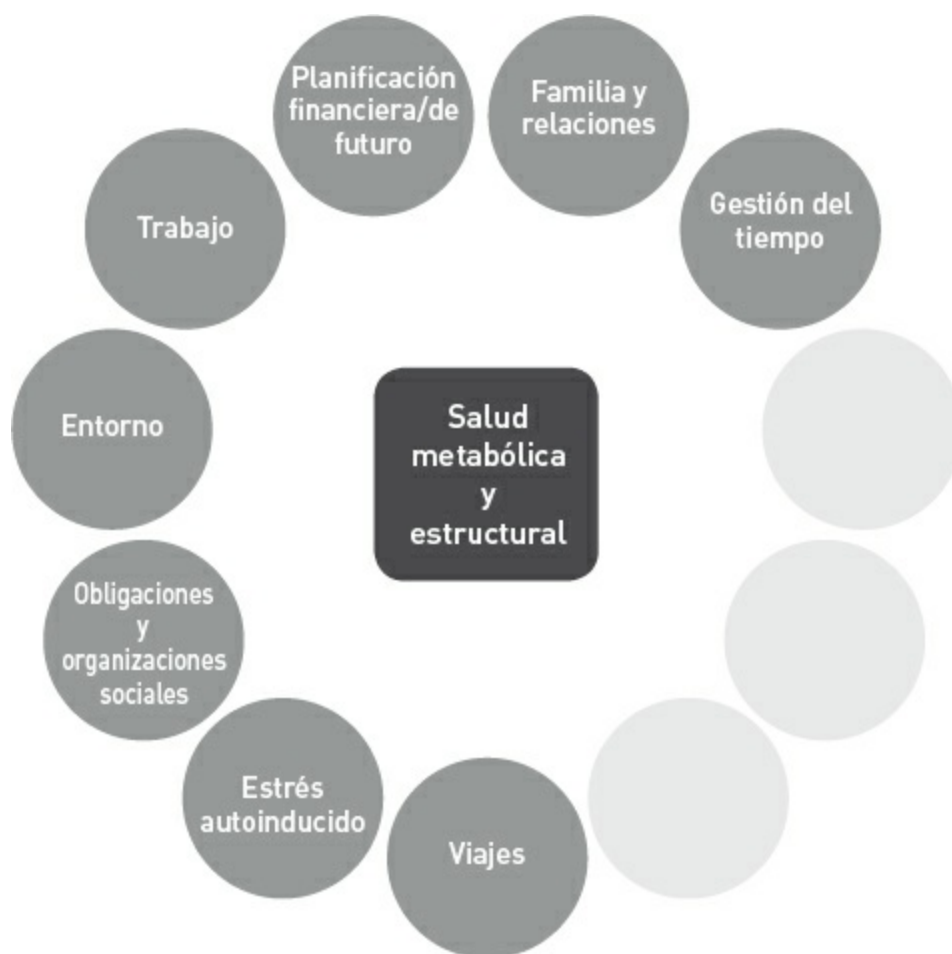 Planificación
financiera/de
futuro
Familia y
relaciones
Gestión del
tiempo
Trabajo
Entorno
Salud
metabólica
y
estructural
Obligaciones
y
organizaciones
sociales
Estrés
autoinducido
Viajes